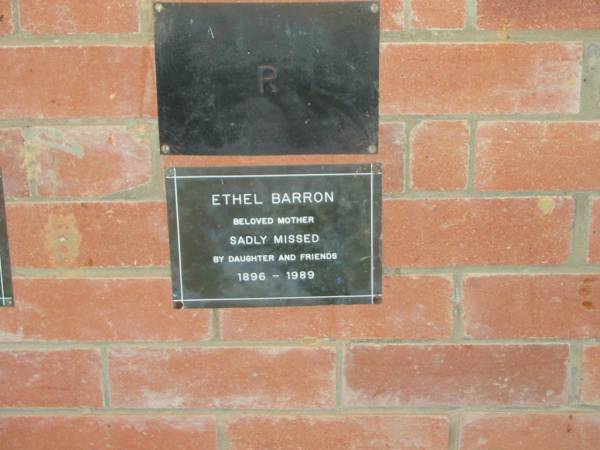 R
ETHEL BARRON
BELOVED MOTHER
SADLY MISSED
BY DAUGHTER AND FRIENDS
1896 - 1989